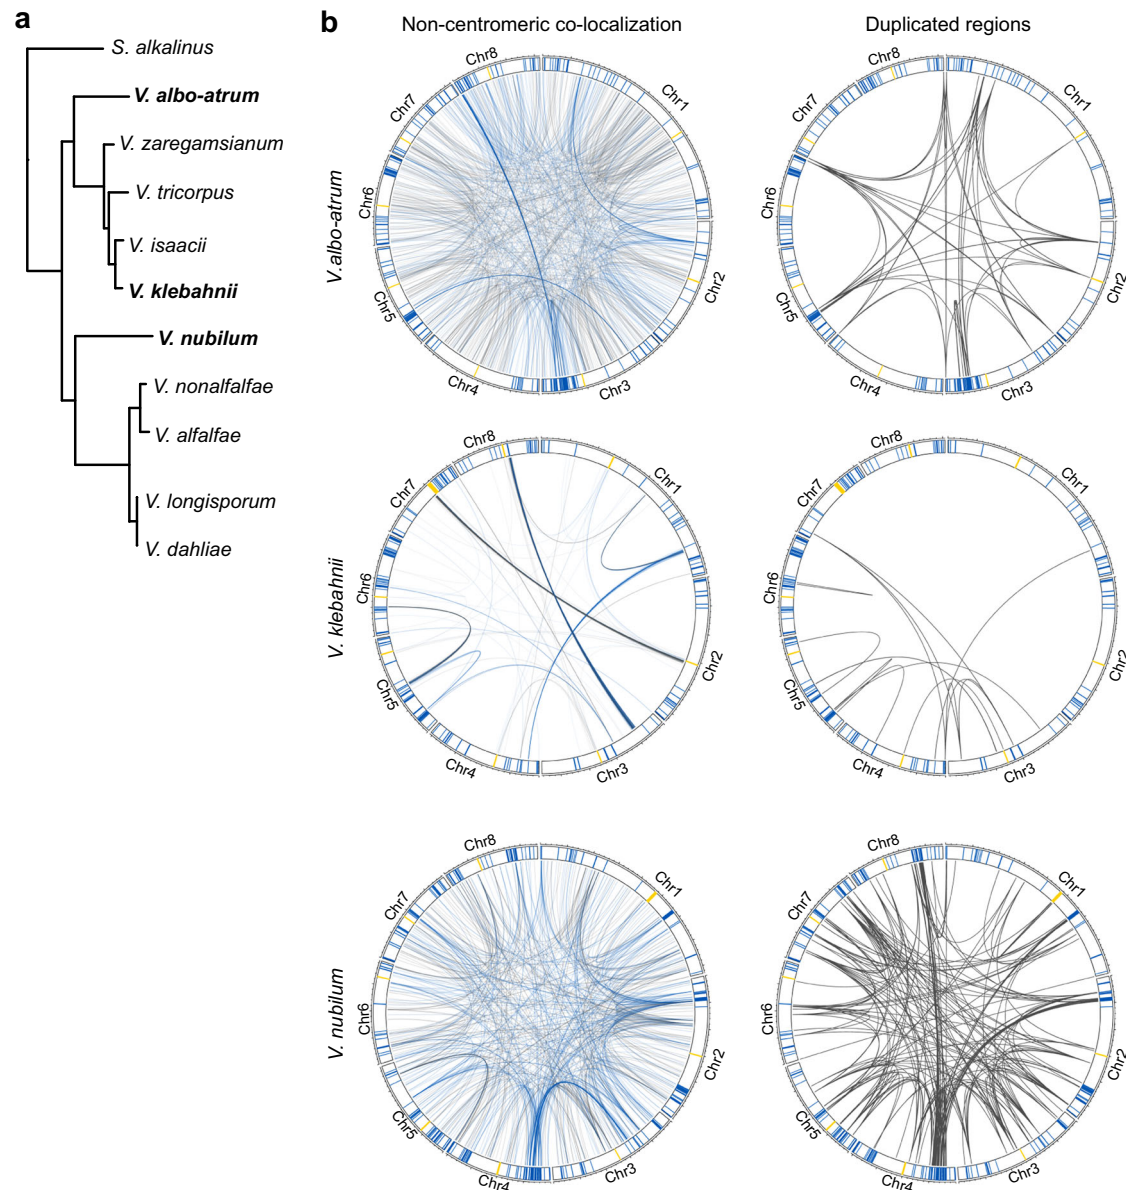 a
S. alkalinus
V. albo-atrum
V. zaregamsianum
V. tricorpus
V. isaacii
V. klebahnii
V. nubilum
V. nonalfalfae
V. alfalfae
V. longisporum
V. dahliae
b
Non-centromeric co-localization
Duplicated regions
V.albo-atrum
Chr8
Chr1
Chr2
Chr3
Chr4
Chr5
Chr6
Chr7
Chr8
Chr1
Chr2
Chr3
Chr4
Chr5
Chr6
Chr7
V. klebahnii
Chr8
Chr1
Chr2
Chr3
Chr4
Chr5
Chr6
Chr7
Chr8
Chr1
Chr2
Chr3
Chr4
Chr5
Chr6
Chr7
V. nubilum
Chr8
Chr1
Chr2
Chr3
Chr4
Chr5
Chr6
Chr7
Chr8
Chr1
Chr2
Chr3
Chr4
Chr5
Chr6
Chr7